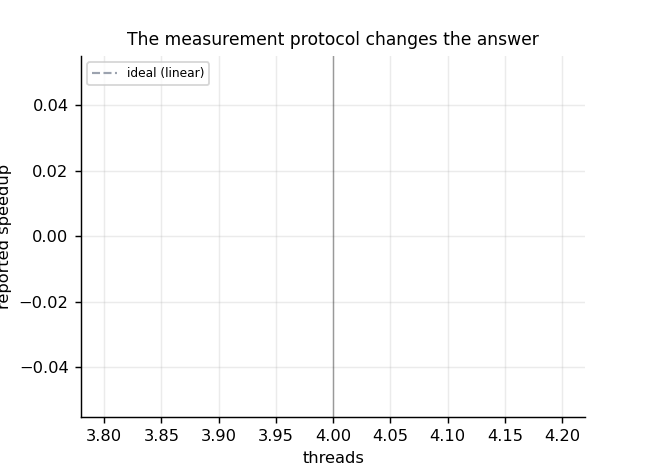 The measurement protocol changes the answer
ideal (linear)
0.04
0.02
0.00
−0.02
−0.04
reported speedup
3.80 3.85 3.90 3.95 4.00 4.05 4.10 4.15 4.20
threads